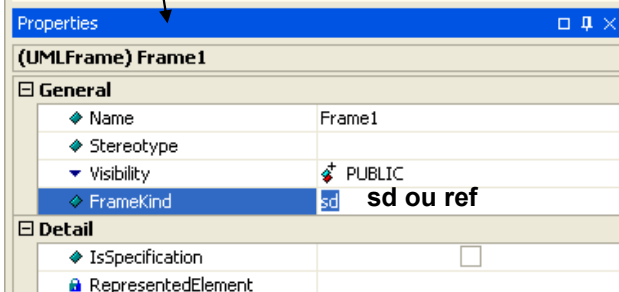 Properties
(UMLFrame) Frame1
General
Name Frame1
Stereotype
Visibility PUBLIC
FrameKind sd sd ou ref
Detail
IsSpecification
RepresentedElement